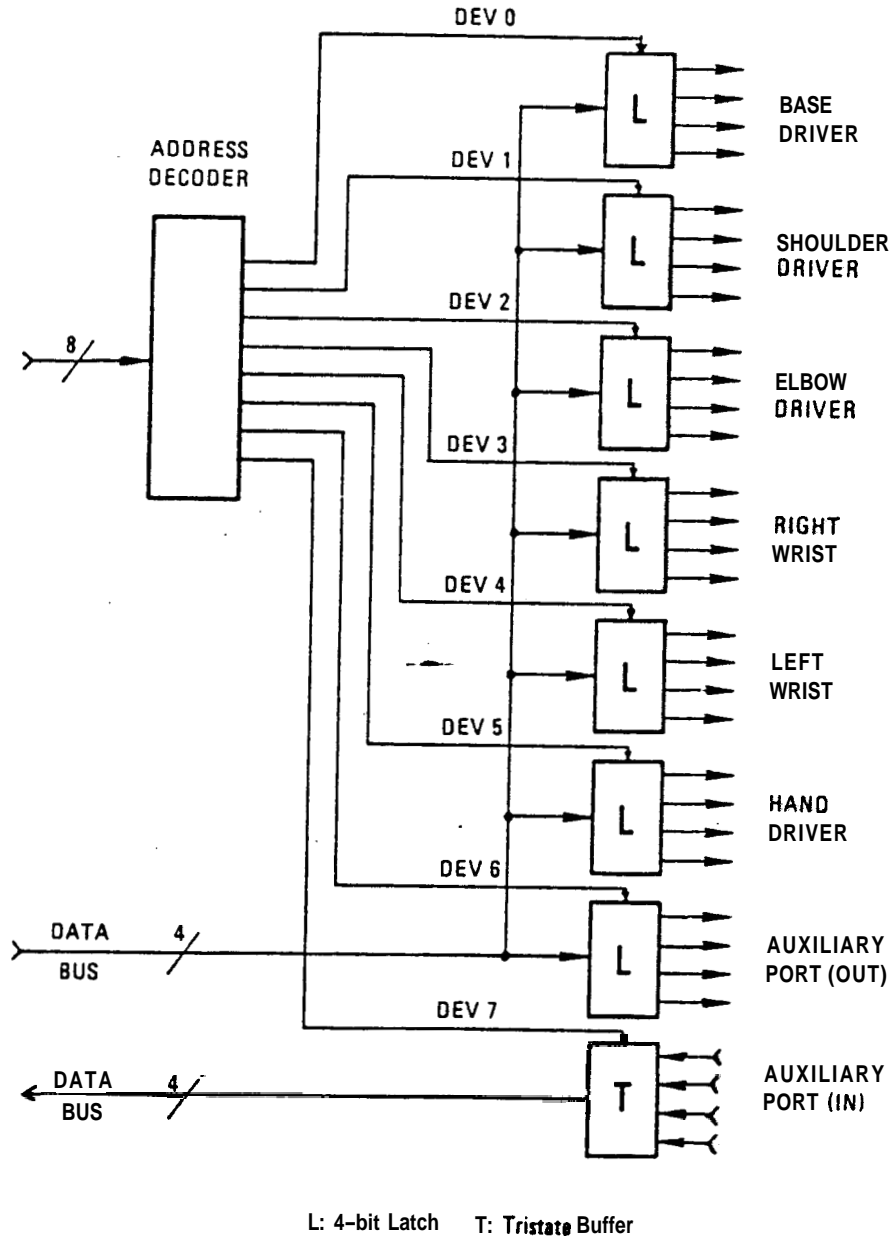 DEV 0
L
BASE
DRIVER
ADDRESS
DECODER
DEV 1
L
SHOULDER
DRIVER
DEV 2
8
L
ELBOW
DRIVER
DEV 3
L
RIGHT
WRIST
DEV 4
L
LEFT
WRIST
DEV 5
L
HAND
DRIVER
DEV 6
DATA
BUS
4
L
AUXILIARY
PORT (OUT)
DEV 7
DATA
BUS
4
T
AUXILIARY
PORT (IN)
L: 4-bit Latch T: Tristate Buffer